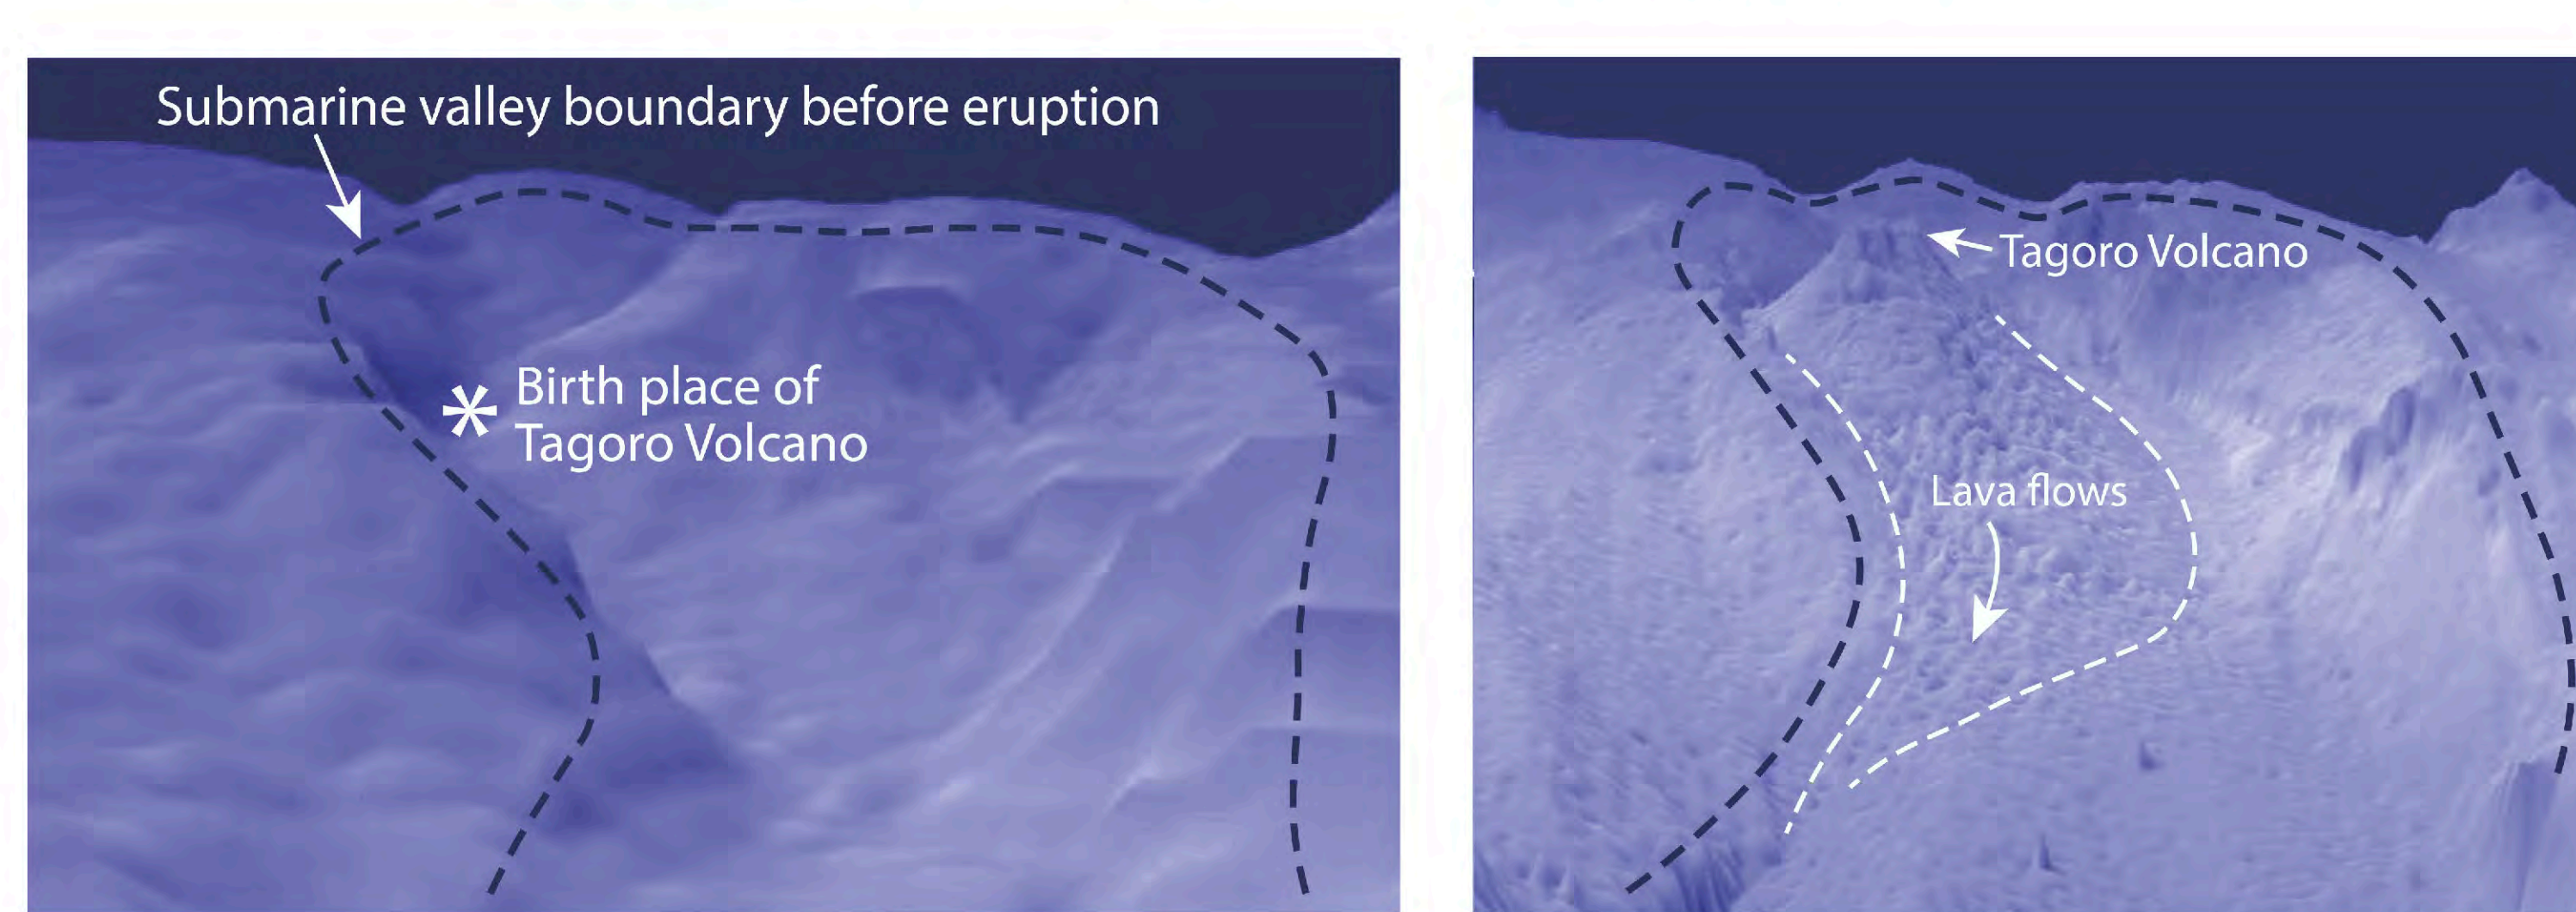 Submarine valley boundary before eruption
* Birth place of
Tagoro Volcano
Tagoro Volcano
Lava flows